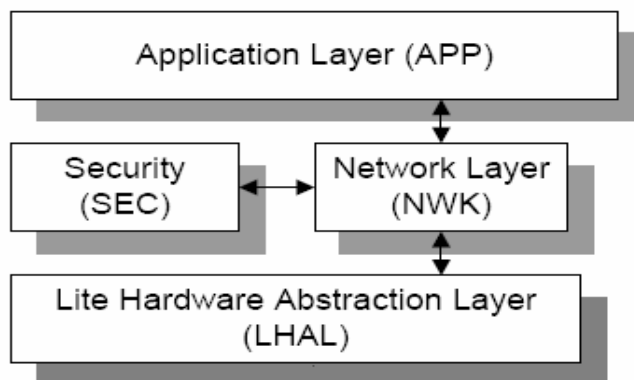 Application Layer (APP)
Security
(SEC)
Network Layer
(NWK)
Lite Hardware Abstraction Layer
(LHAL)